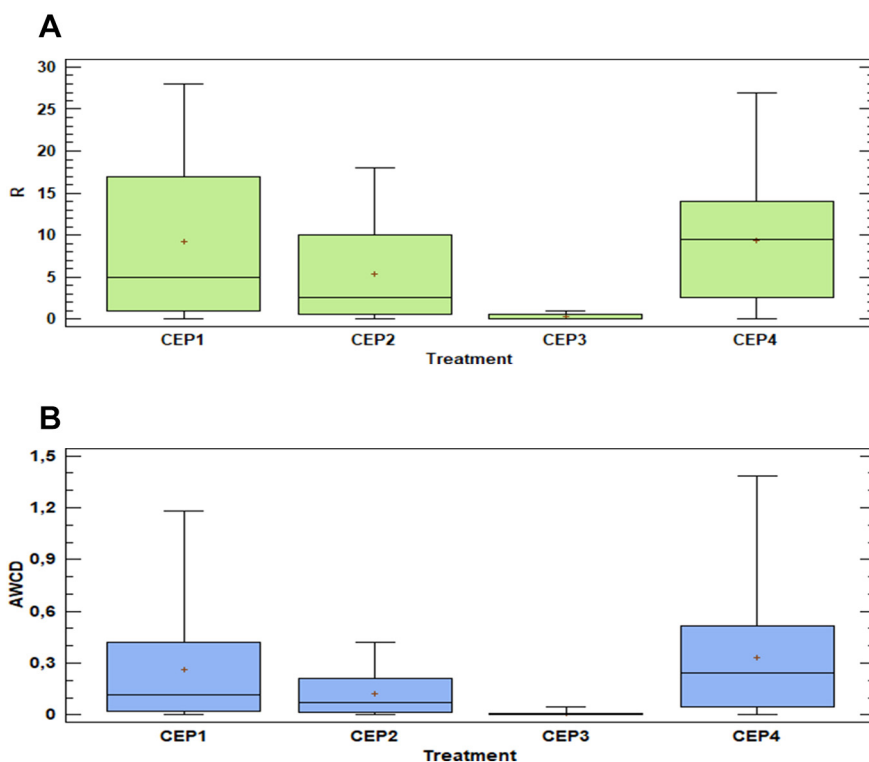 A
30
25
20
15
10
5
0
R
CEP1 CEP2 CEP3 CEP4
Treatment
B
1,5
1,2
0,9
0,6
0,3
0
AWCD
CEP1 CEP2 CEP3 CEP4
Treatment